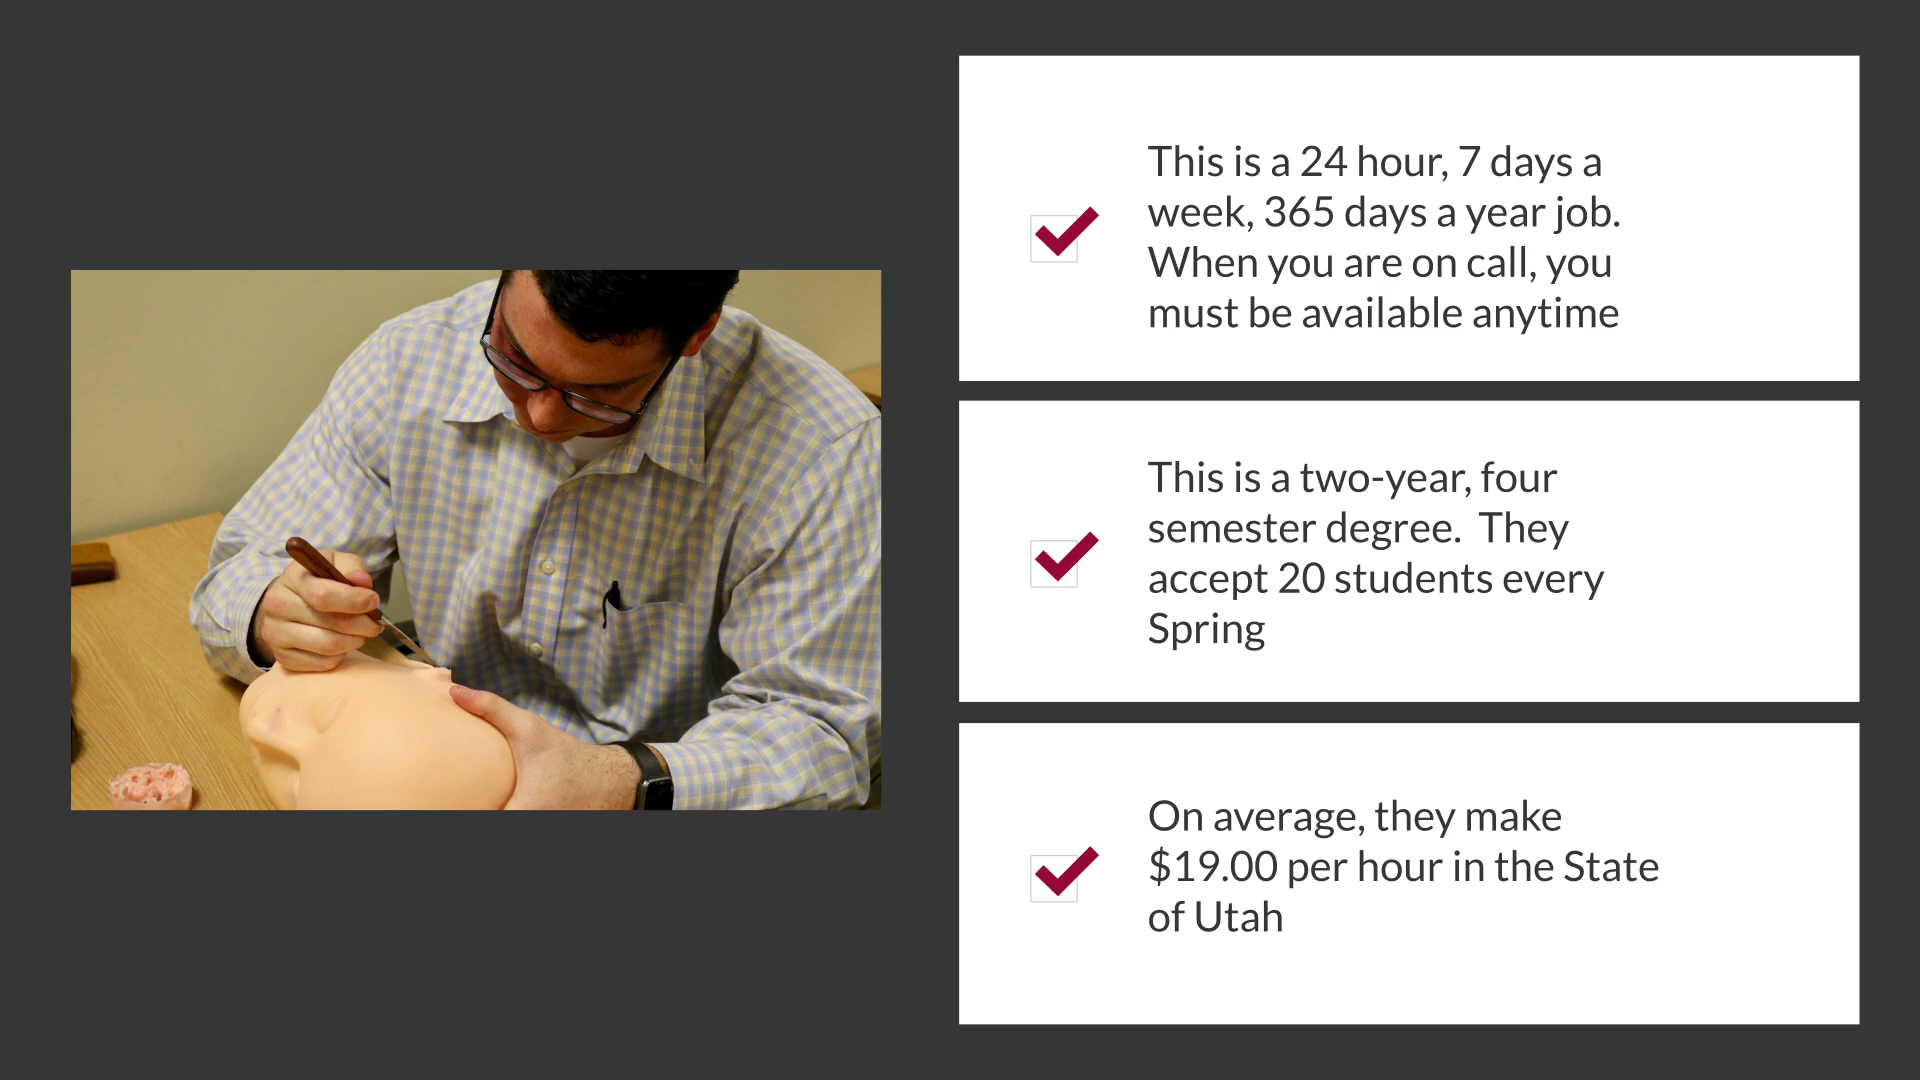 This is a 24 hour, 7 days a
week, 365 days a year job.
When you are on call, you
must be available anytime
This is a two-year, four
semester degree.  They
accept 20 students every
Spring
On average, they make
$19.00 per hour in the State
of Utah